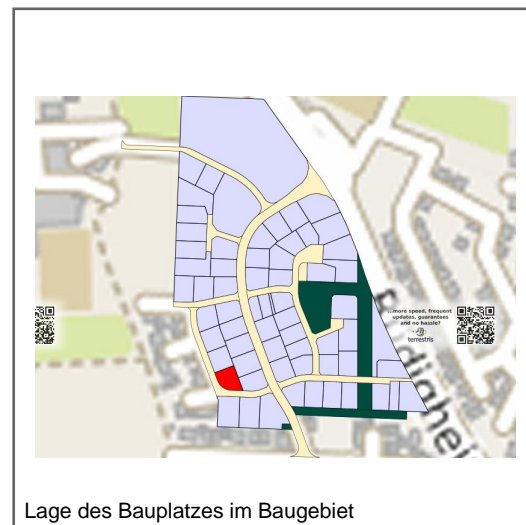 ...more speed, frequent
updates, guarantees
and no hassle?
terrestris
Lage des Bauplatzes im Baugebiet